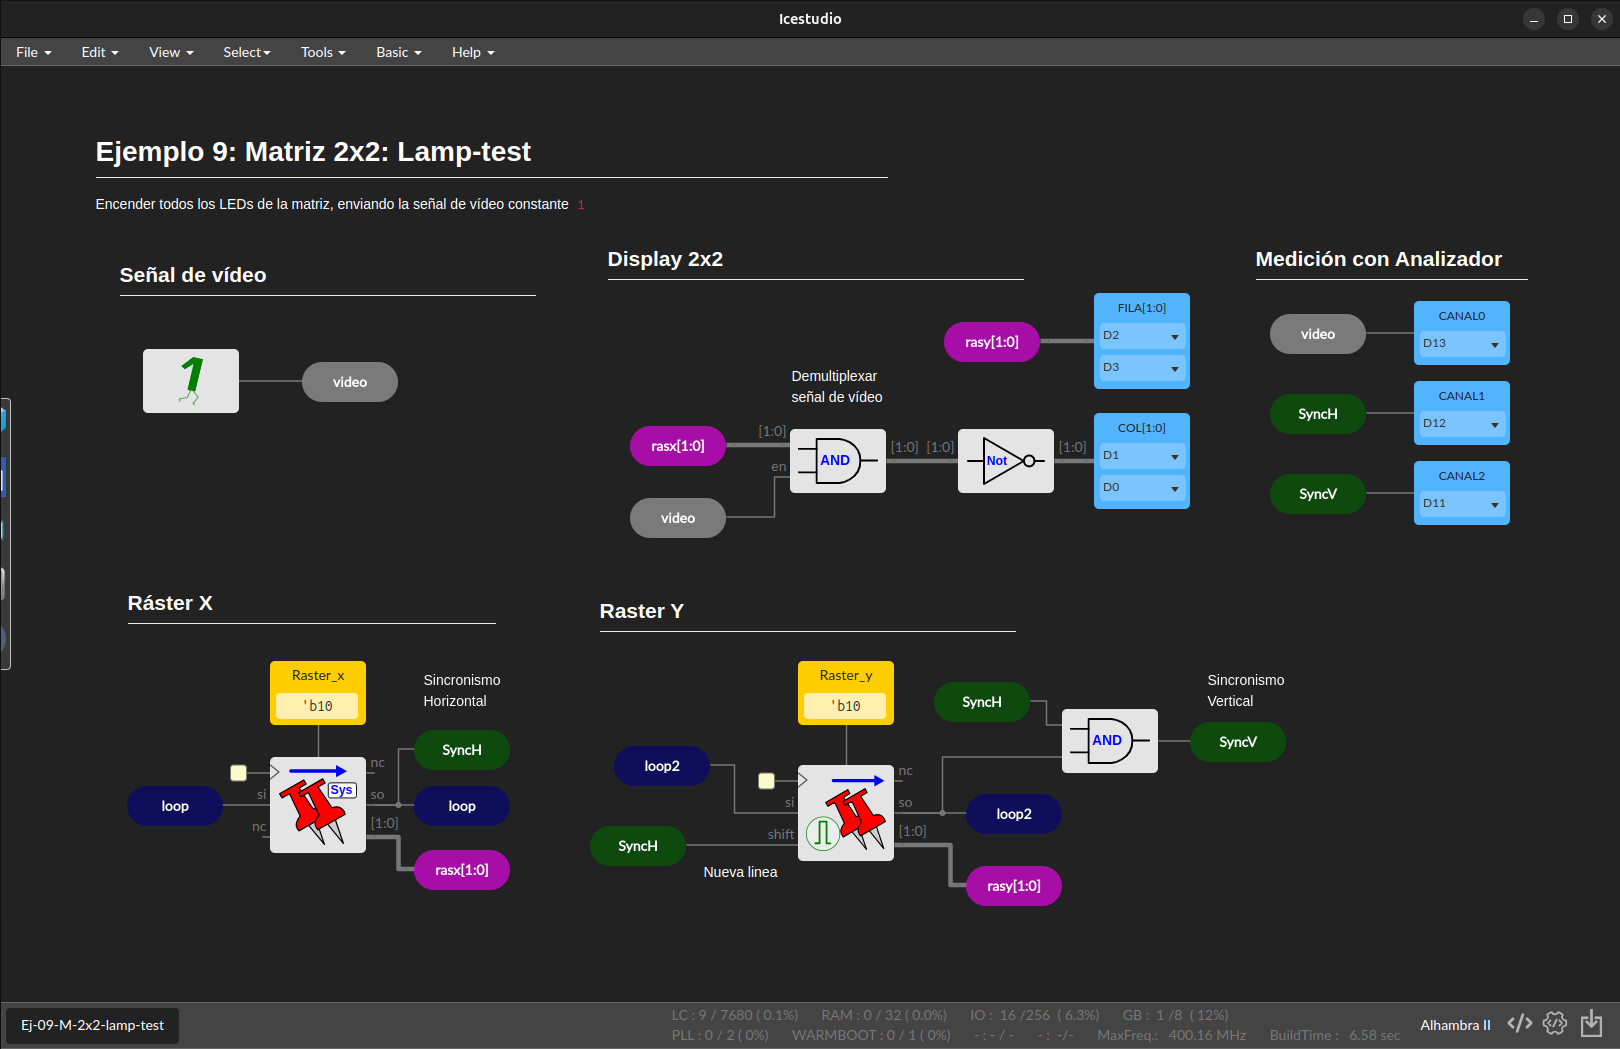 Icestudio
File Edit View Select Tools Basic Help
Ejemplo 9: Matriz 2x2: Lamp-test
Encender todos los LEDs de la matriz, enviando la señal de vídeo constante 1
Señal de vídeo
1
video
Display 2x2
rasy[1:0]
FILA[1:0]
D2
D3
Demultiplexar
señal de vídeo
rasx[1:0]
[1:0]
en
AND
[1:0]
[1:0]
Not
[1:0]
COL[1:0]
D1
D0
video
Medición con Analizador
video
CANAL0
D13
SyncH
CANAL1
D12
SyncV
CANAL2
D11
Ráster X
Raster_x
'b10
Sincronismo
Horizontal
SyncH
nc
Sys
loop
si
so
loop
nc
[1:0]
rasx[1:0]
Raster Y
Raster_y
'b10
SyncH
Sincronismo
Vertical
AND
SyncV
loop2
nc
si
so
loop2
shift
[1:0]
SyncH
Nueva linea
rasy[1:0]
Ej-09-M-2x2-lamp-test
LC : 9 / 7680 ( 0.1%) RAM : 0 / 32 ( 0.0%) IO : 16 /256 ( 6.3%) GB : 1 /8 ( 12%)
PLL : 0 / 2 ( 0%) WARMBOOT : 0 / 1 ( 0%) - : - / - - : -/- MaxFreq.: 400.16 MHz BuildTime : 6.58 sec
Alhambra II